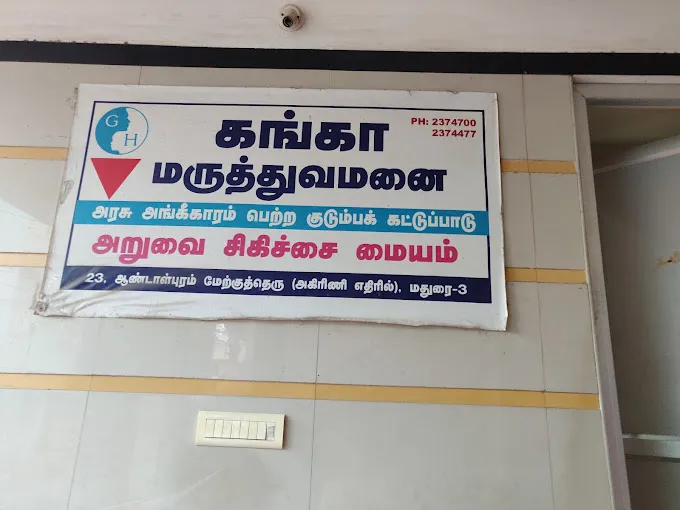 G H
கங்கா
PH: 2374700
2374477
மருத்துவமனை
அரசு அங்கீகாரம் பெற்ற குடும்பக் கட்டுப்பாடு
அறுவை சிகிச்சை மையம்
23, ஆண்டாள்புரம் மேற்குத்தெரு (அகிரிணி எதிரில்), மதுரை-3